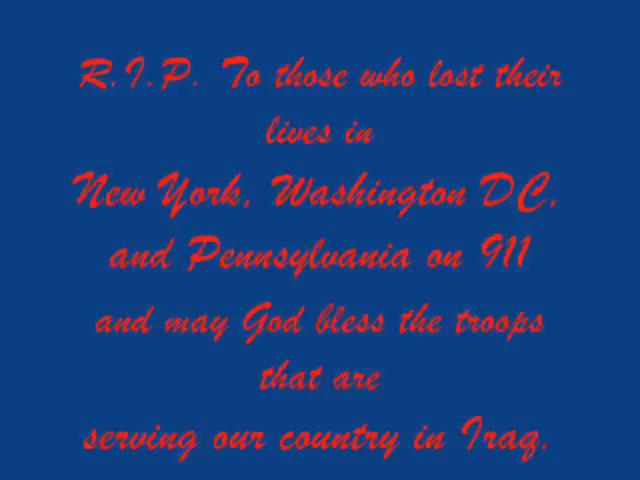 R.I.P. To those who lost their
lives in
New York, Washington DC,
and Pennsylvania on 911
and may God bless the troops
that are
serving our country in Iraq.